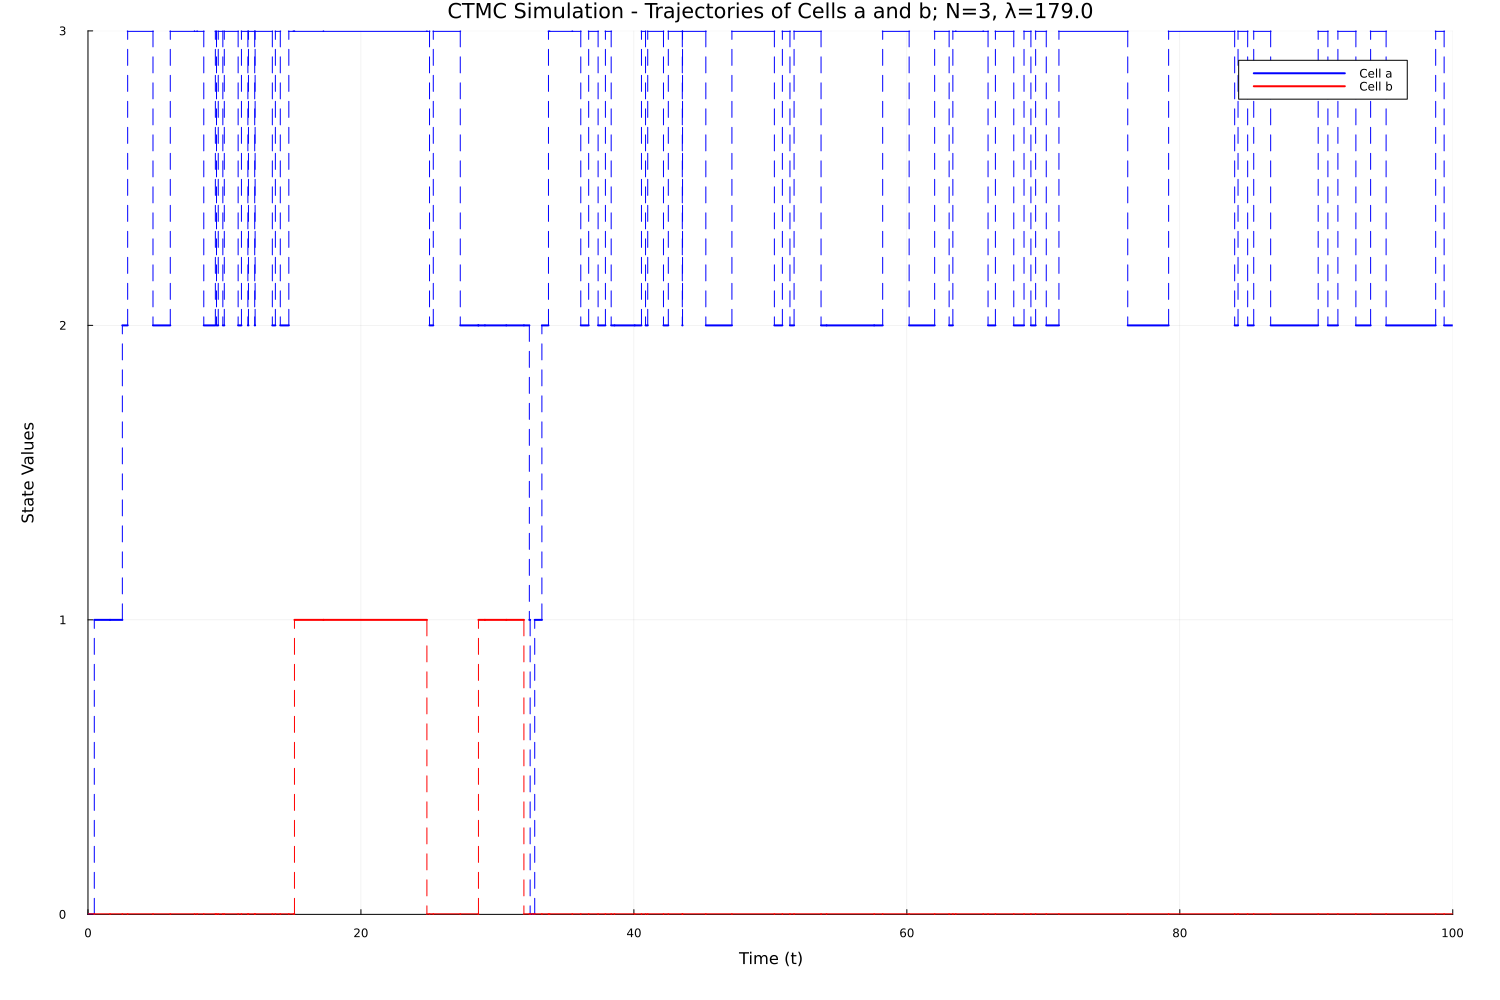 CTMC Simulation - Trajectories of Cells a and b; N=3, λ=179.0
3
Cell a
Cell b
2
State Values
1
0
0 20 40 60 80 100
Time (t)